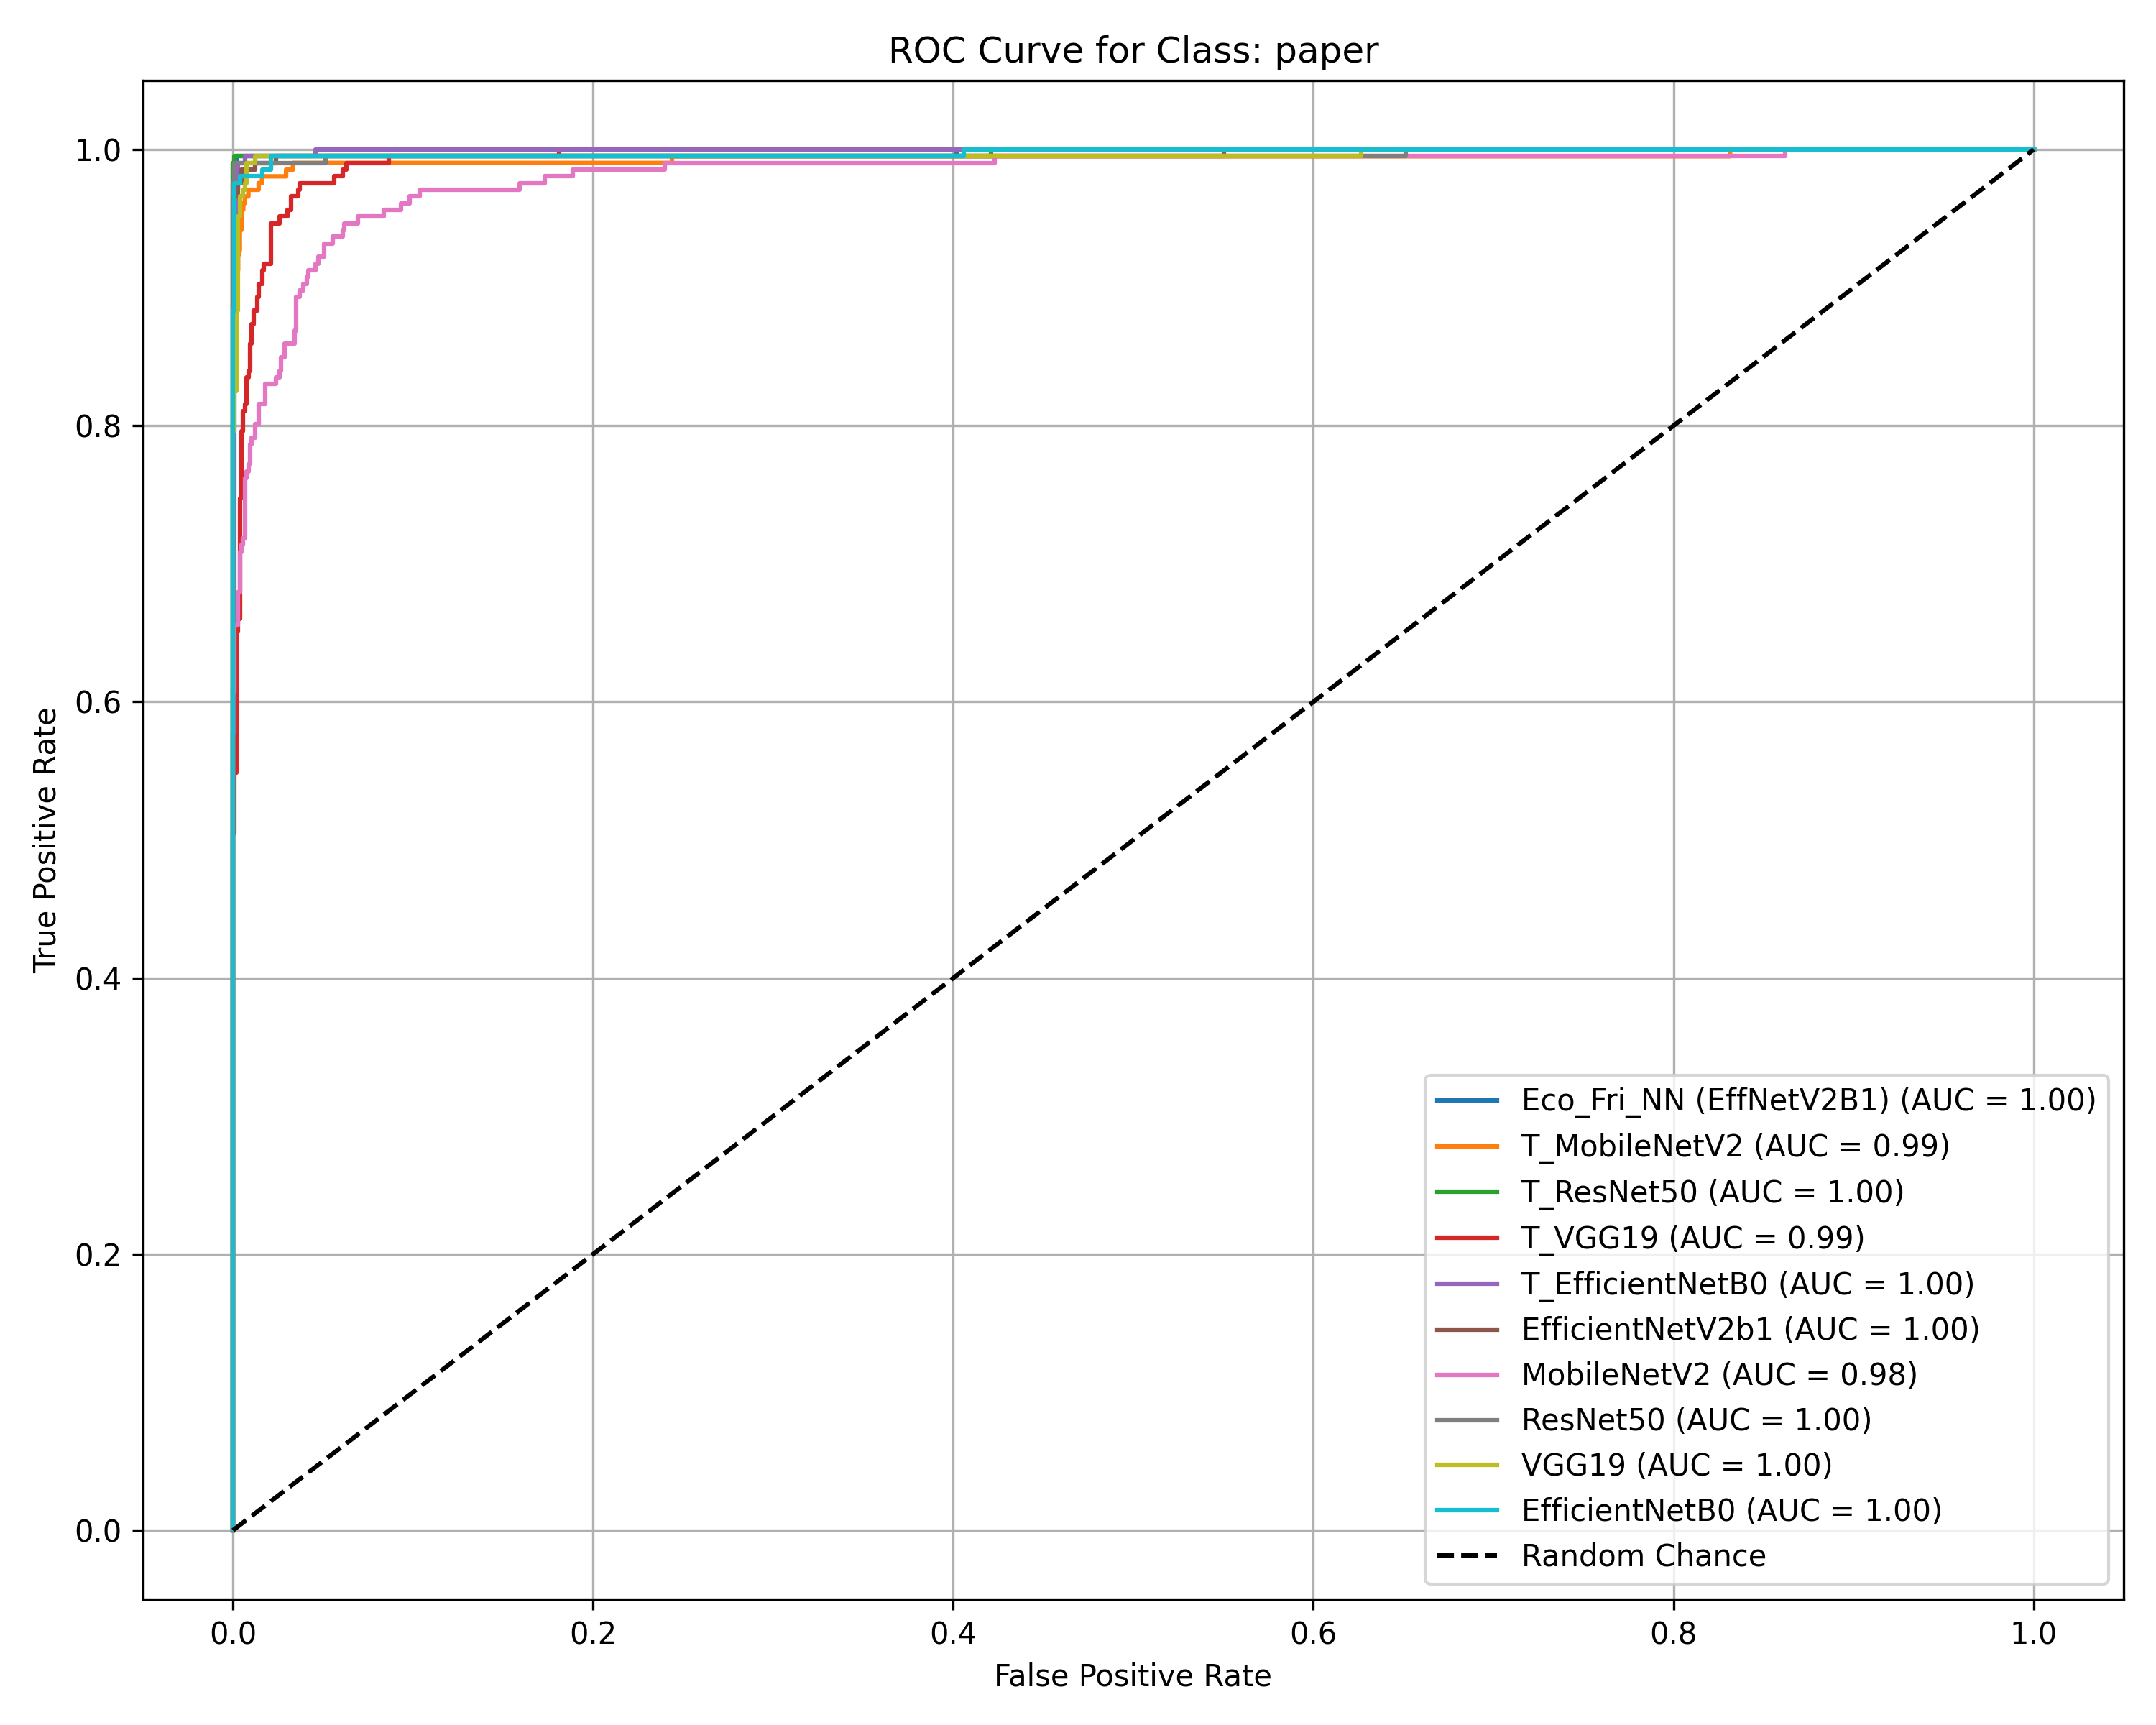 ROC Curve for Class: paper
1.0
0.8
0.6
0.4
0.2
0.0
True Positive Rate
0.0 0.2 0.4 0.6 0.8 1.0
False Positive Rate
Eco_Fri_NN (EffNetV2B1) (AUC = 1.00)
T_MobileNetV2 (AUC = 0.99)
T_ResNet50 (AUC = 1.00)
T_VGG19 (AUC = 0.99)
T_EfficientNetB0 (AUC = 1.00)
EfficientNetV2b1 (AUC = 1.00)
MobileNetV2 (AUC = 0.98)
ResNet50 (AUC = 1.00)
VGG19 (AUC = 1.00)
EfficientNetB0 (AUC = 1.00)
Random Chance